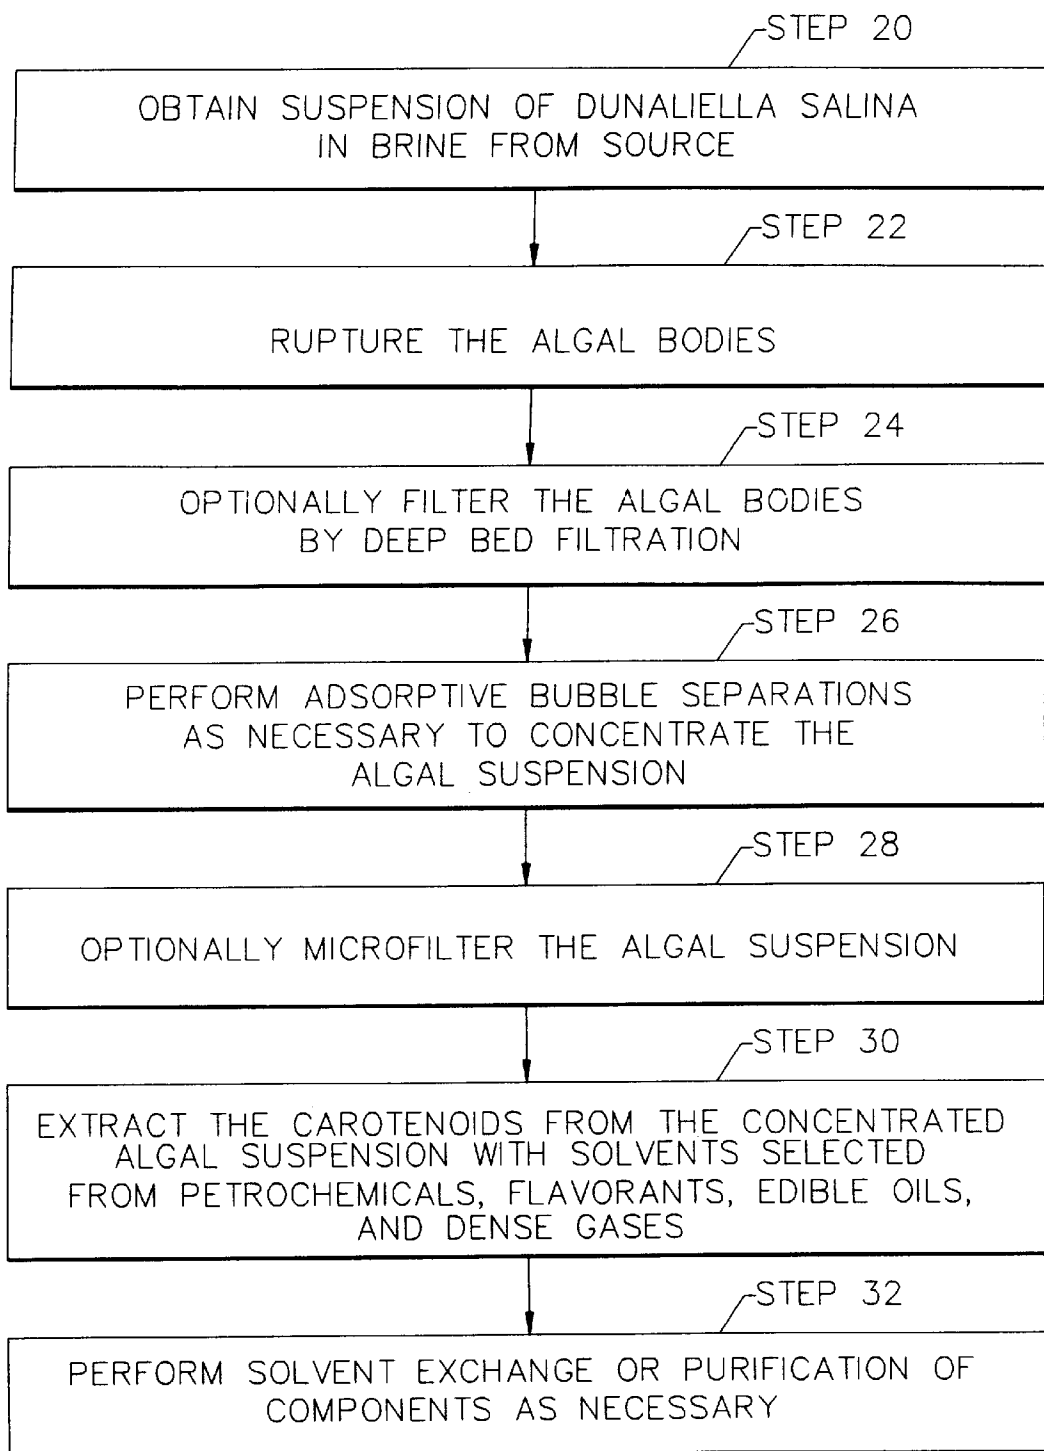 STEP 20
OBTAIN SUSPENSION OF DUNALIELLA SALINA
IN BRINE FROM SOURCE
STEP 22
RUPTURE THE ALGAL BODIES
STEP 24
OPTIONALLY FILTER THE ALGAL BODIES
BY DEEP BED FILTRATION
STEP 26
PERFORM ADSORPTIVE BUBBLE SEPARATIONS
AS NECESSARY TO CONCENTRATE THE
ALGAL SUSPENSION
STEP 28
OPTIONALLY MICROFILTER THE ALGAL SUSPENSION
STEP 30
EXTRACT THE CAROTENOIDS FROM THE CONCENTRATED
ALGAL SUSPENSION WITH SOLVENTS SELECTED
FROM PETROCHEMICALS, FLAVORANTS, EDIBLE OILS,
AND DENSE GASES
STEP 32
PERFORM SOLVENT EXCHANGE OR PURIFICATION OF
COMPONENTS AS NECESSARY